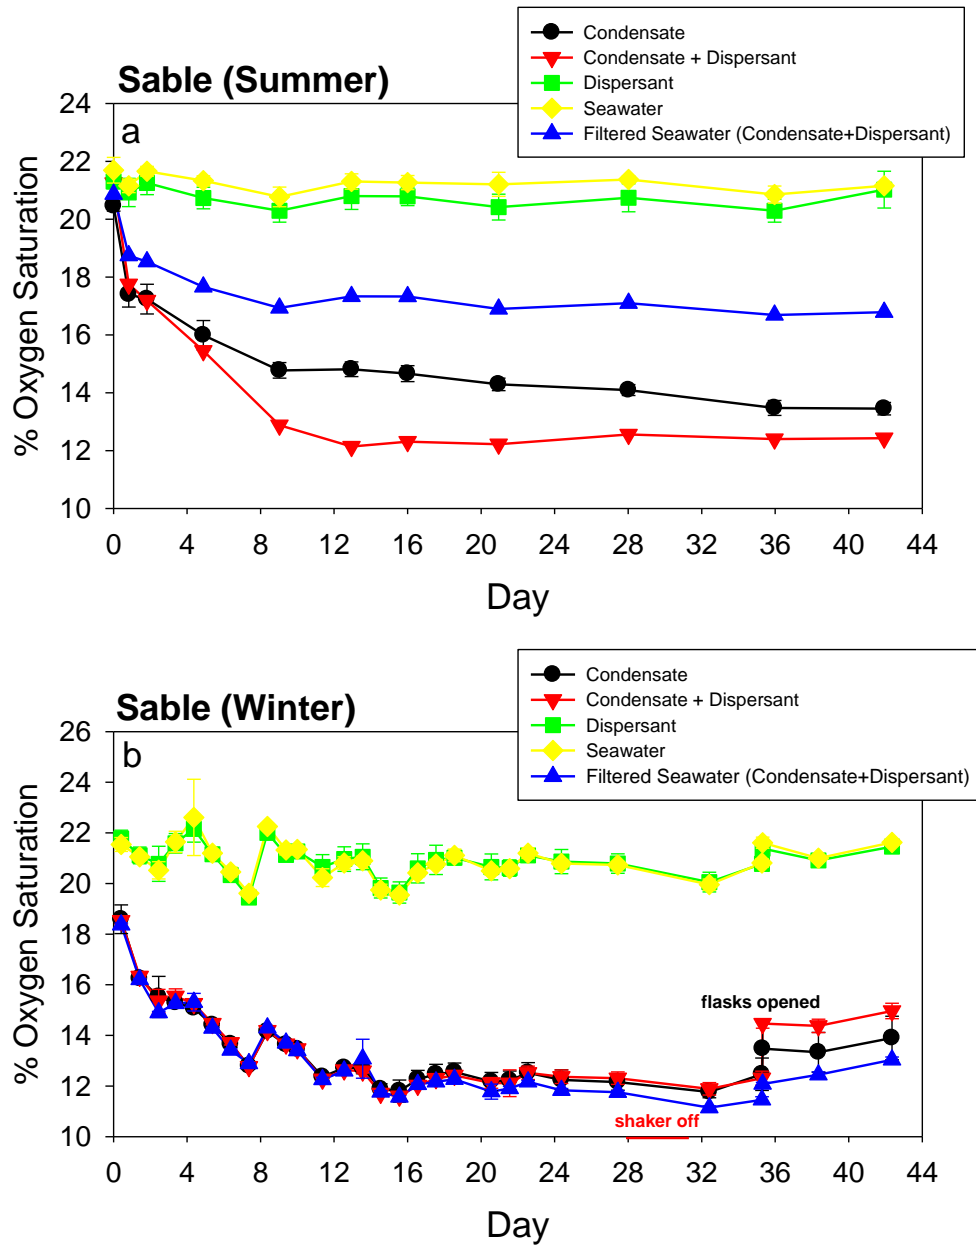 Condensate
Condensate + Dispersant
Dispersant
Seawater
Filtered Seawater (Condensate+Dispersant)
Sable (Summer)
a
% Oxygen Saturation
24
22
20
18
16
14
12
10
0 4 8 12 16 20 24 28 32 36 40 44
Day
Condensate
Condensate + Dispersant
Dispersant
Seawater
Filtered Seawater (Condensate+Dispersant)
Sable (Winter)
b
% Oxygen Saturation
26
24
22
20
18
16
14
12
10
flasks opened
shaker off
0 4 8 12 16 20 24 28 32 36 40 44
Day